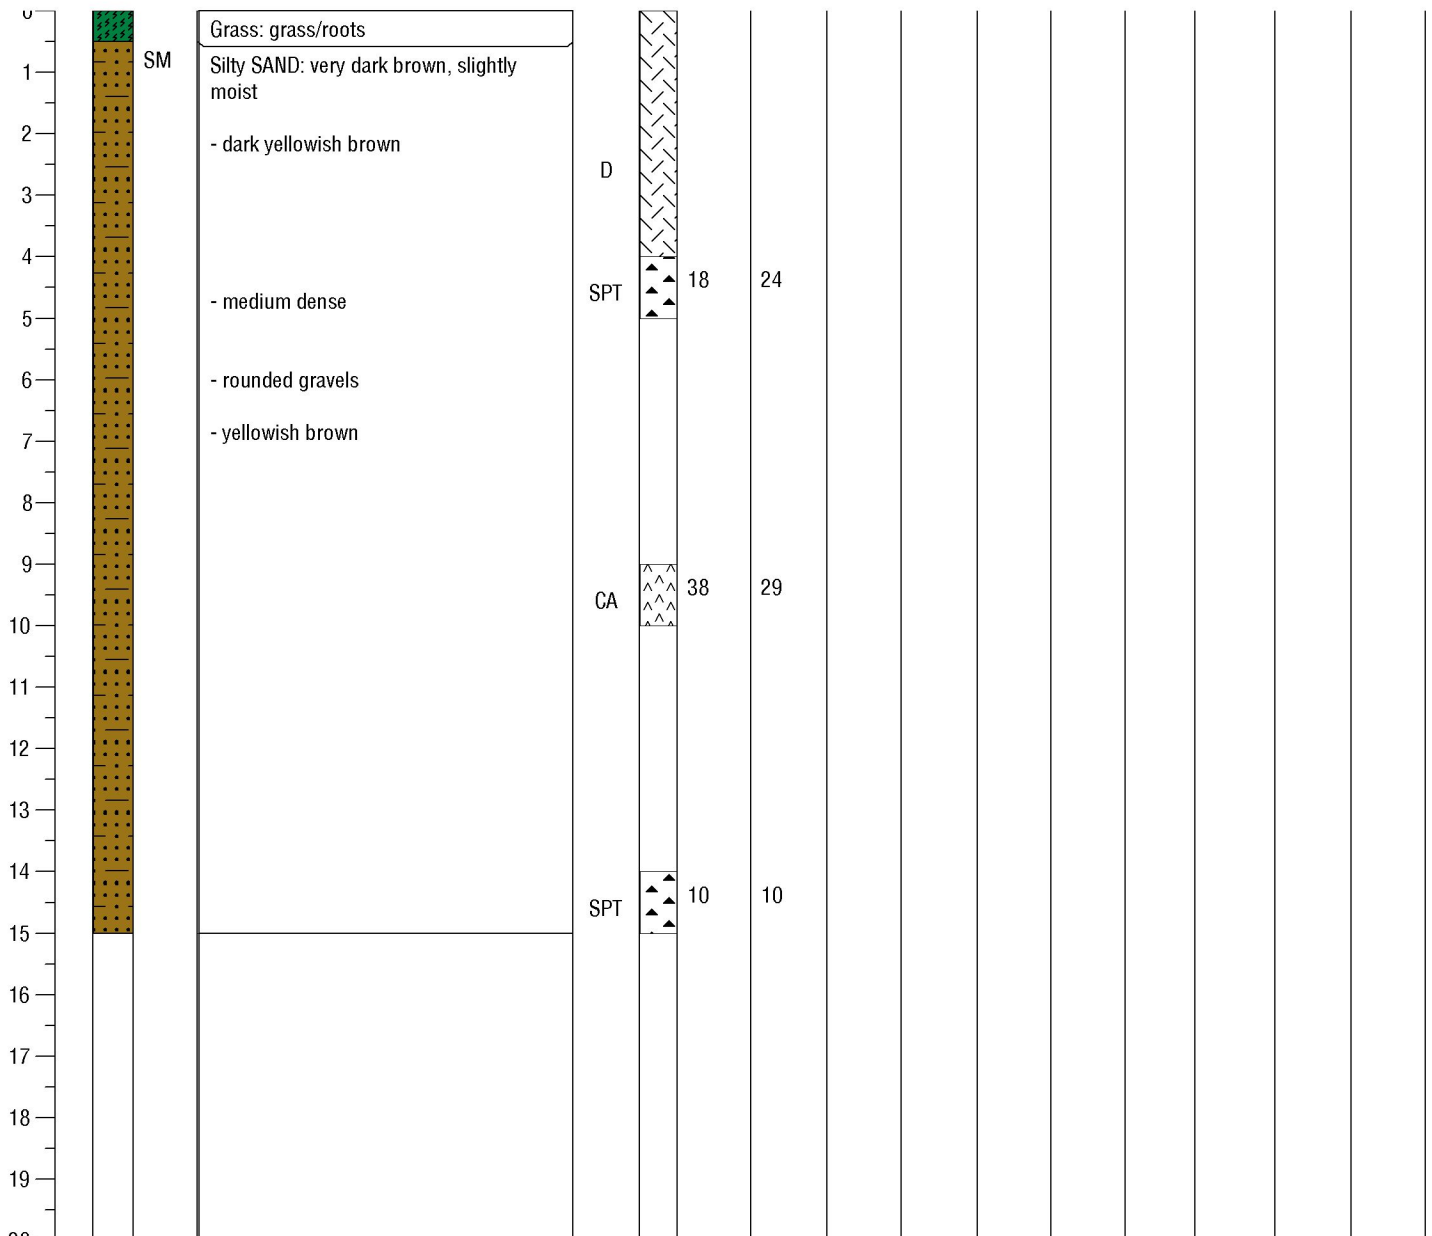 0
Grass: grass/roots
SM
Silty SAND: very dark brown, slightly
1
moist
2
- dark yellowish brown
D
3
4
18 24
SPT
- medium dense
5
6
- rounded gravels
- yellowish brown
7
8
9
38 29
CA
10
11
12
13
14
10 10
SPT
15
16
17
18
19